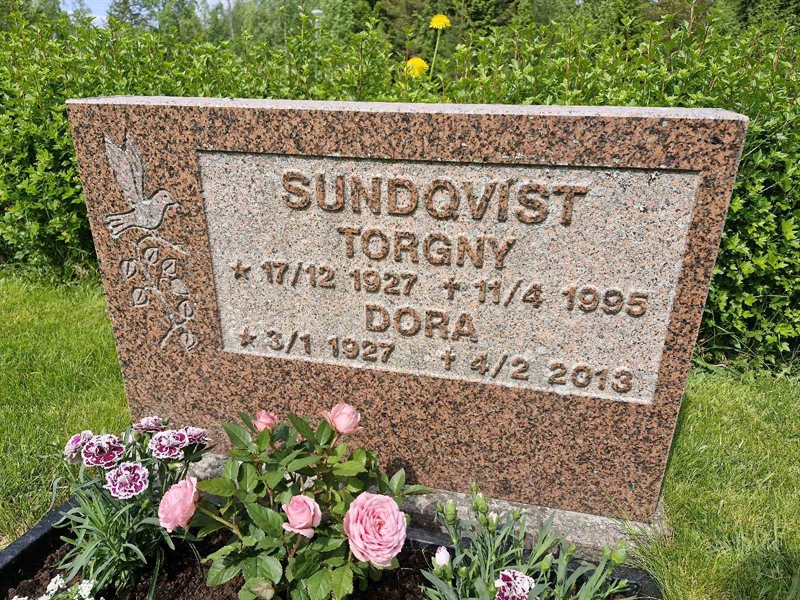 SUNDQVIST
TORGNY
★ 17/12 1927 ✝ 11/4 1995
DORA
★ 3/1 1927 ✝ 4/2 2013